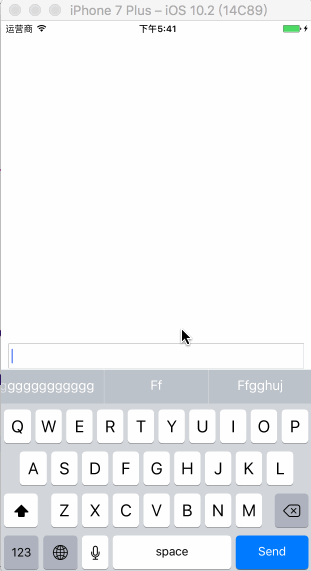 iPhone 7 Plus – iOS 10.2 (14C89)
运营商 下午5:41
ggggggggggggg Ff Ffgghuj
Q W E R T Y U I O P
A S D F G H J K L
Z X C V B N M
123 space Send